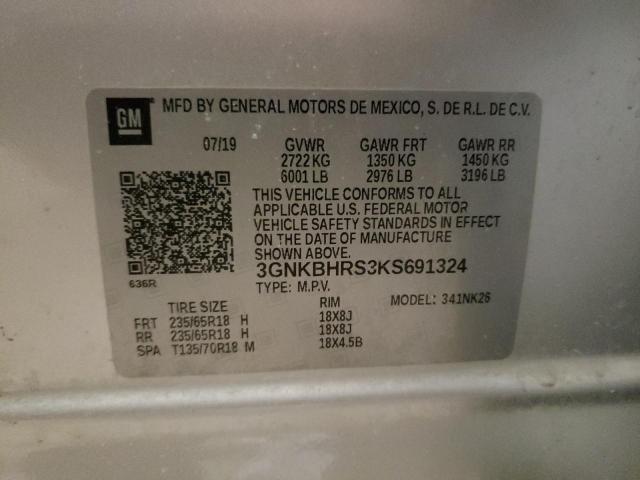 GM
MFD BY GENERAL MOTORS DE MEXICO, S. DE R.L. DE C.V.
07/19 GVWR GAWR FRT GAWR RR
2722 KG 1350 KG 1450 KG
6001 LB 2976 LB 3196 LB
THIS VEHICLE CONFORMS TO ALL
APPLICABLE U.S. FEDERAL MOTOR
VEHICLE SAFETY STANDARDS IN EFFECT
ON THE DATE OF MANUFACTURE
SHOWN ABOVE.
3GNKBHRS3KS691324
636R
TYPE: M.P.V.
MODEL: 341NK26
TIRE SIZE RIM
FRT 235/65R18 H 18X8J
RR 235/65R18 H 18X8J
SPA T135/70R18 M 18X4.5B